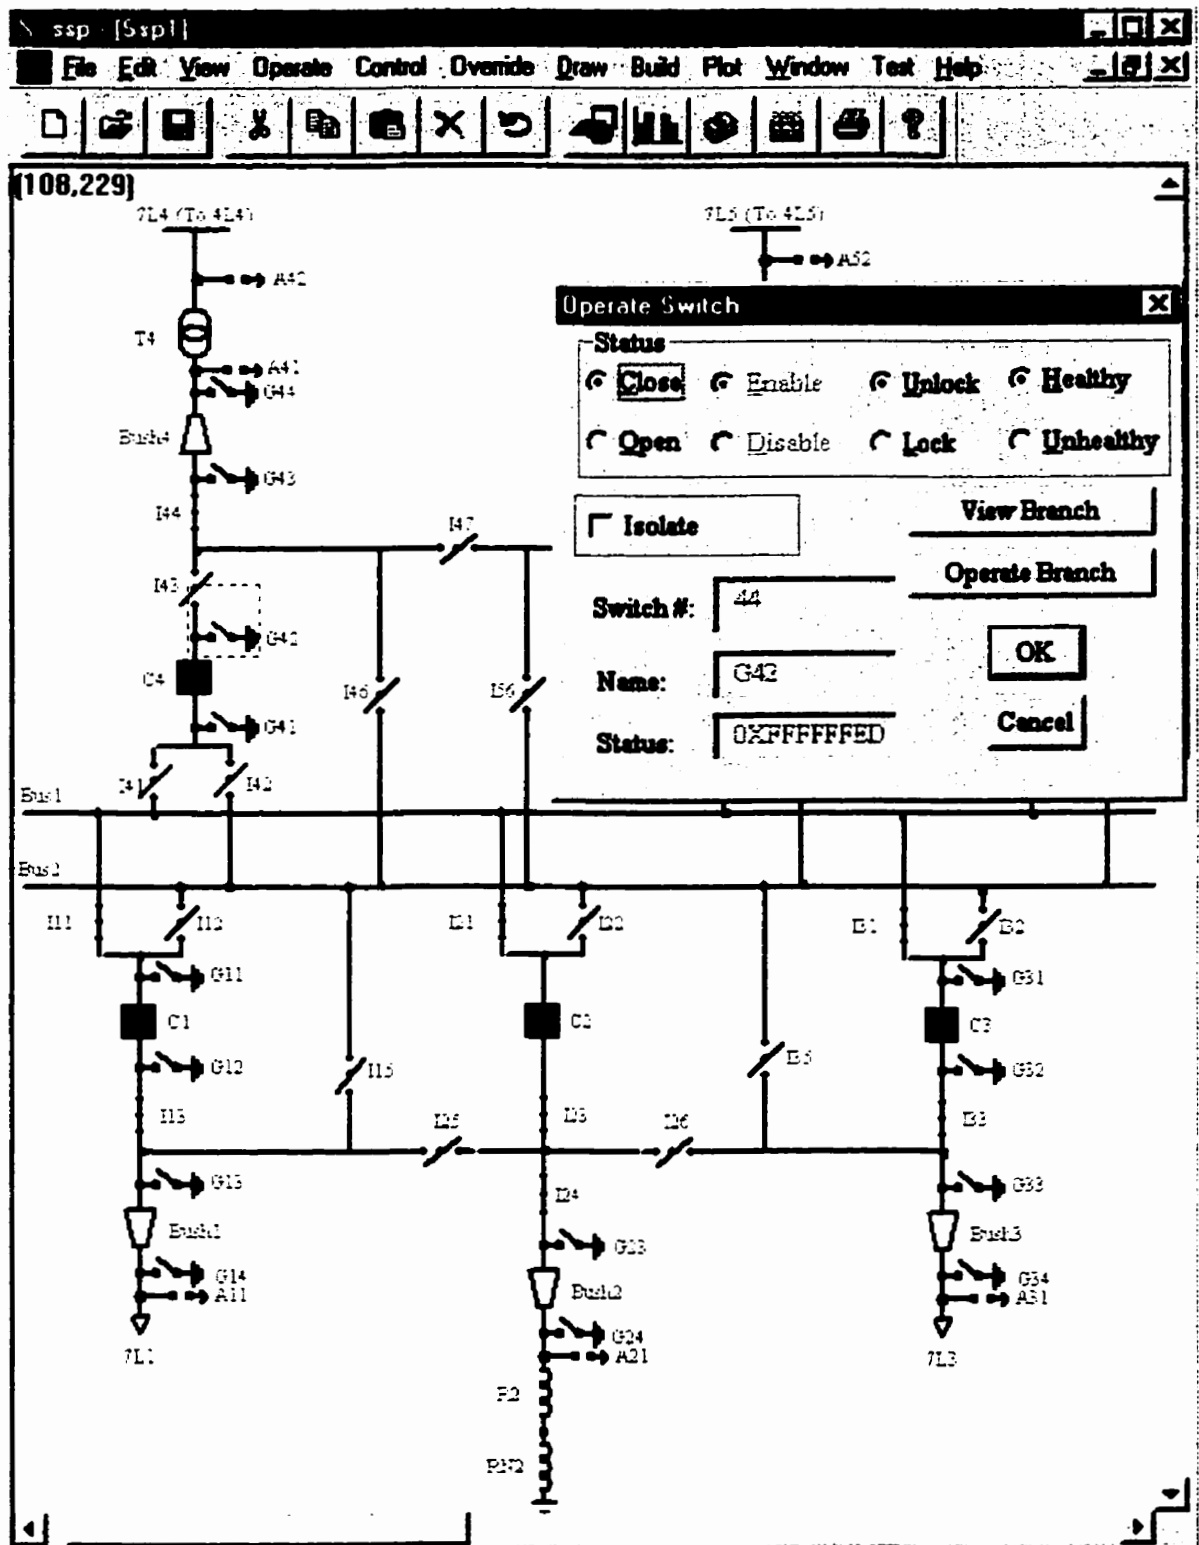 ssp - [Ssp1]
File Edit View Operate Control Override Draw Build Plot Window Test Help
(108,229)
7L4 (To 4L4)
7L5 (To 4L5)
A42
A52
Operate Switch
Status
T4
A41
Close Enable Unlock Healthy
G44
Bush4
Open Disable Lock Unhealthy
G43
I44
View Branch
I47
Isolate
Operate Branch
I43
Switch #: 44
G42
OK
C4
I46
I56
Name: G42
G41
Cancel
Status: 0XFFFFFFED
I41
I42
Bus1
Bus2
I11
I12
I21
I22
I31
I32
G11
G31
C1
C2
C3
G12
I15
I35
G32
I13
I25
I23
I26
I33
G13
I24
G33
Bush1
Bush3
G23
G14
A11
Bush2
G34
A31
G24
7L1
A21
7L3
R2
RN2